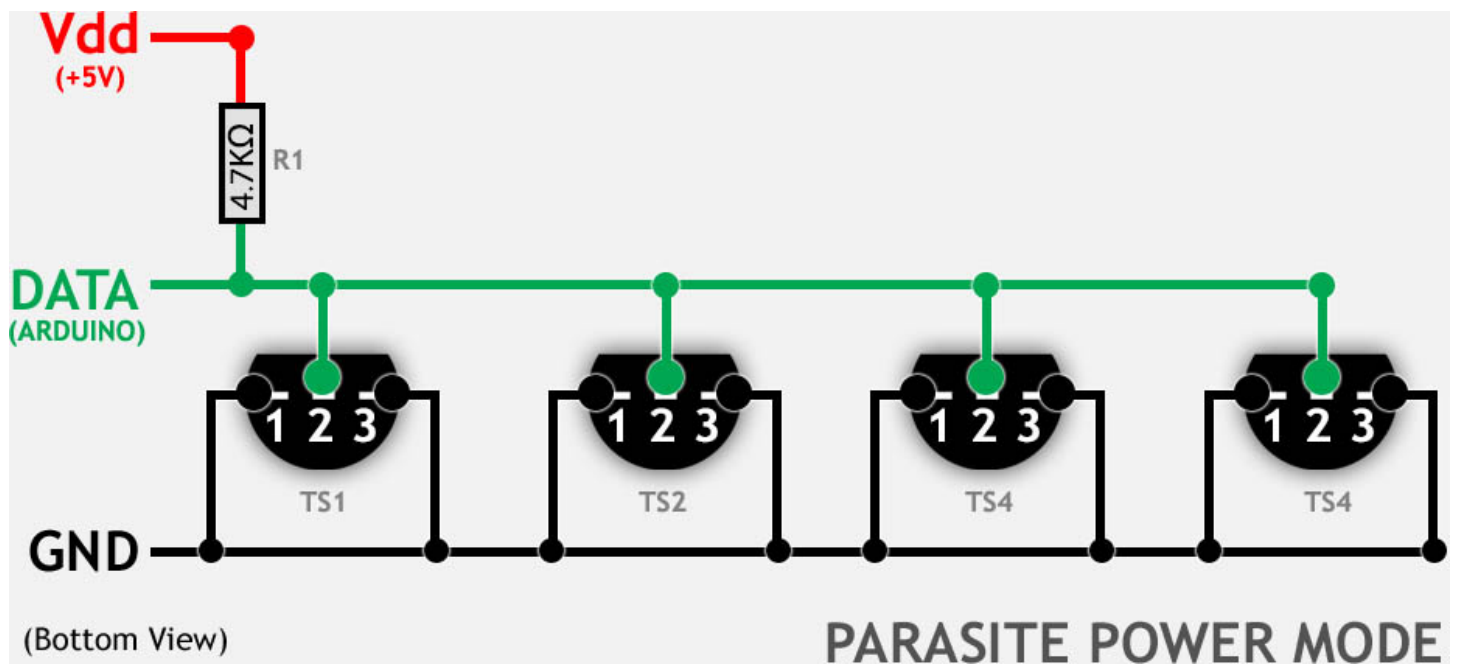 Vdd
(+5V)
4.7KΩ
R1
DATA
(ARDUINO)
1 2 3
1 2 3
1 2 3
1 2 3
TS1
TS2
TS4
TS4
GND
(Bottom View)
PARASITE POWER MODE